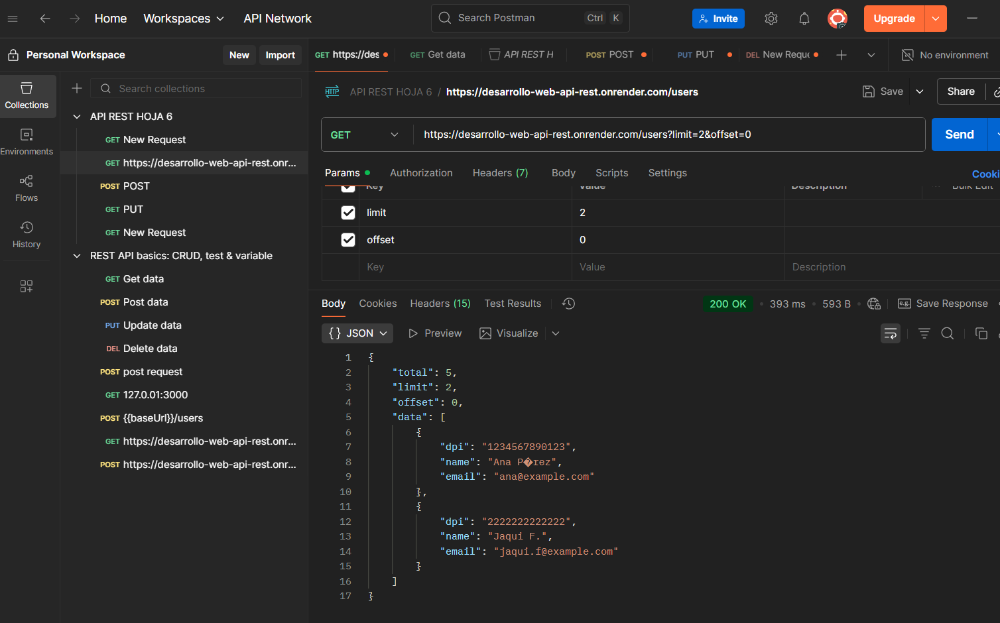 Home Workspaces API Network Search Postman Ctrl K Invite Upgrade
Personal Workspace New Import
GET https://des GET Get data API REST H POST POST PUT PUT DEL New Reque No environment
Collections
Environments
Flows
History
Search collections
API REST HOJA 6
GET New Request
GET https://desarrollo-web-api-rest.onr...
POST POST
GET PUT
GET New Request
REST API basics: CRUD, test & variable
GET Get data
POST Post data
PUT Update data
DEL Delete data
POST post request
GET 127.0.01:3000
POST {{baseUrl}}/users
GET https://desarrollo-web-api-rest.onr...
POST https://desarrollo-web-api-rest.onr...
HTTP API REST HOJA 6 / https://desarrollo-web-api-rest.onrender.com/users Save Share
GET https://desarrollo-web-api-rest.onrender.com/users?limit=2&offset=0 Send
Params Authorization Headers (7) Body Scripts Settings Cooki
Key Value Description Bulk Edit
limit 2
offset 0
Key Value Description
Body Cookies Headers (15) Test Results 200 OK 393 ms 593 B e.g. Save Response
{} JSON Preview Visualize
1 {
2 "total": 5,
3 "limit": 2,
4 "offset": 0,
5 "data": [
6 {
7 "dpi": "1234567890123",
8 "name": "Ana P�rez",
9 "email": "ana@example.com"
10 },
11 {
12 "dpi": "2222222222222",
13 "name": "Jaqui F.",
14 "email": "jaqui.f@example.com"
15 }
16 ]
17 }